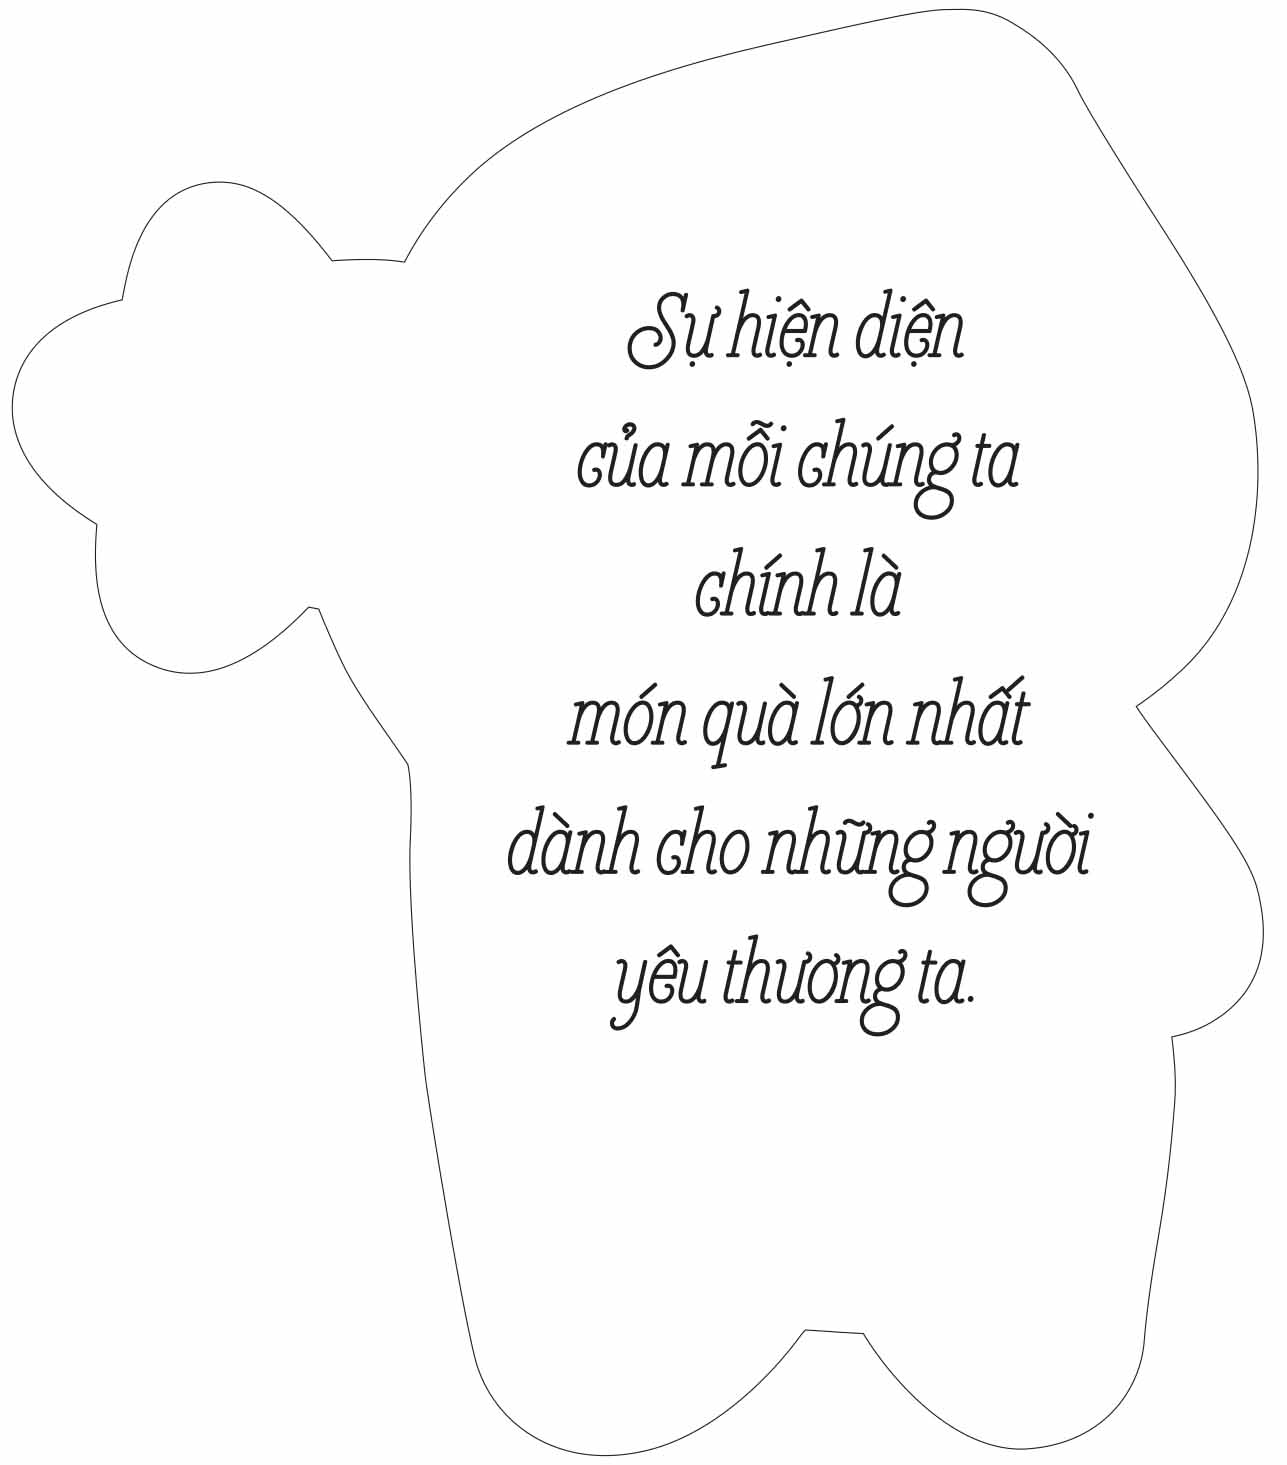 Sự hiện diện
của mỗi chúng ta
chính là
món quà lớn nhất
dành cho những người
yêu thương ta.